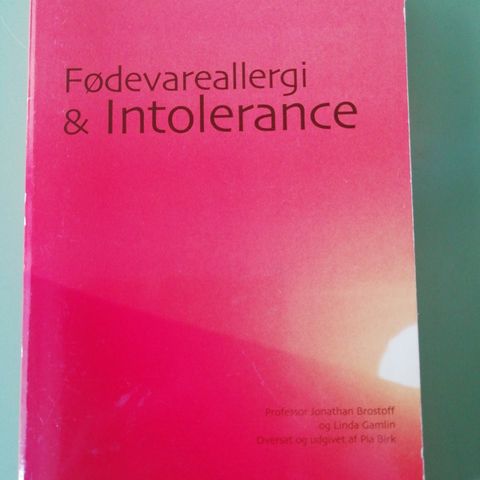 Fødevareallergi
& Intolerance
Professor Jonathan Brostoff
og Linda Gamlin
Oversat og udgivet af Pia Birk